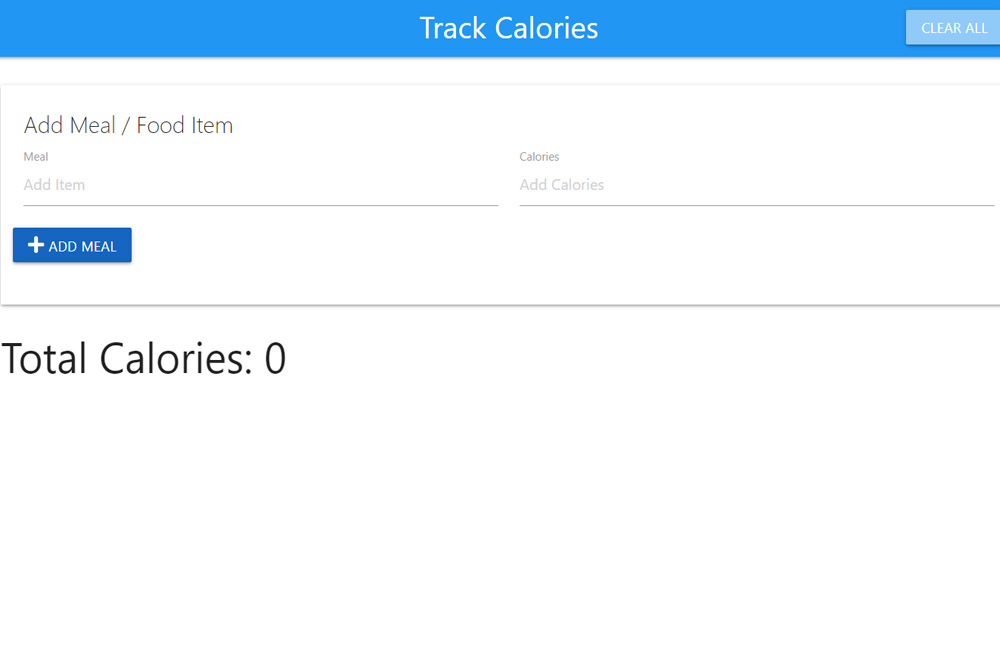 Track Calories
CLEAR ALL
Add Meal / Food Item
Meal
Calories
Add Item
Add Calories
ADD MEAL
Total Calories: 0